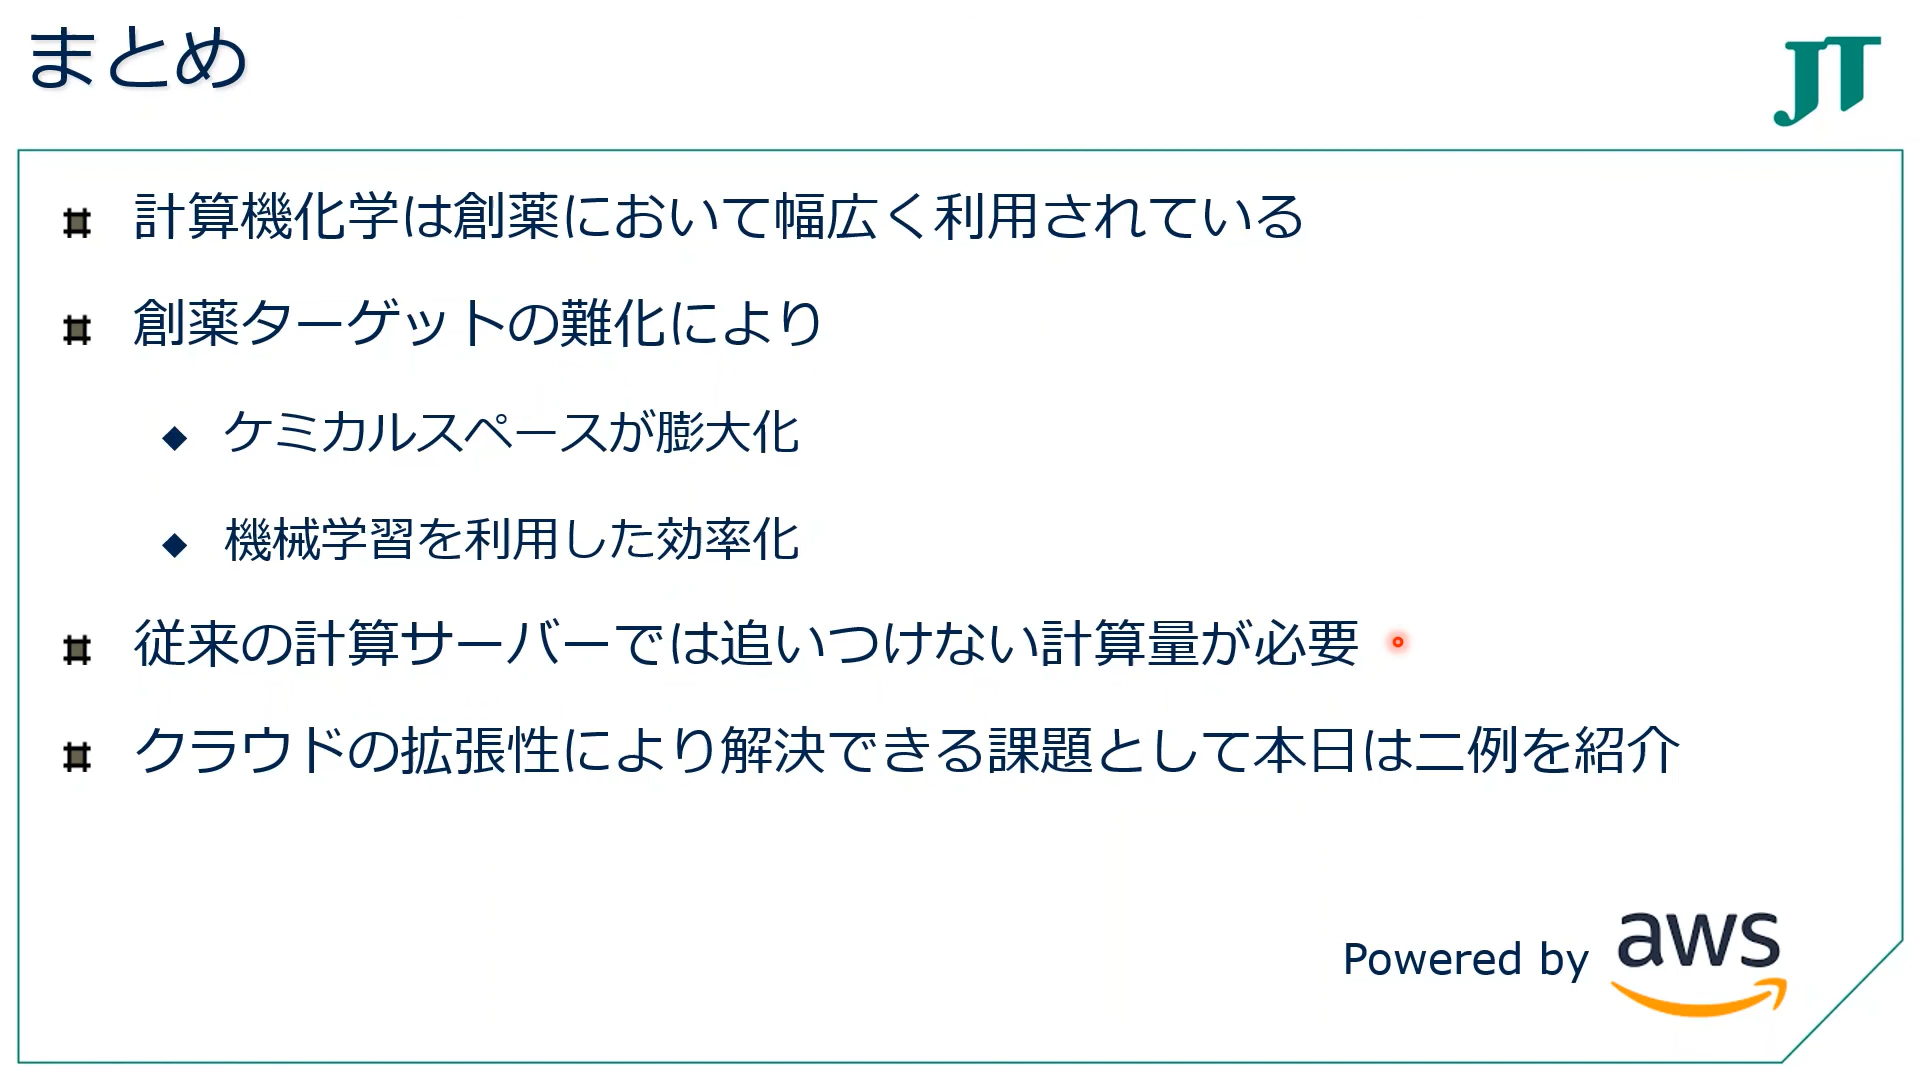 まとめ
JT
計算機化学は創薬において幅広く利用されている
創薬ターゲットの難化により
ケミカルスペースが膨大化
機械学習を利用した効率化
従来の計算サーバーでは追いつけない計算量が必要
クラウドの拡張性により解決できる課題として本日は二例を紹介
Powered by aws